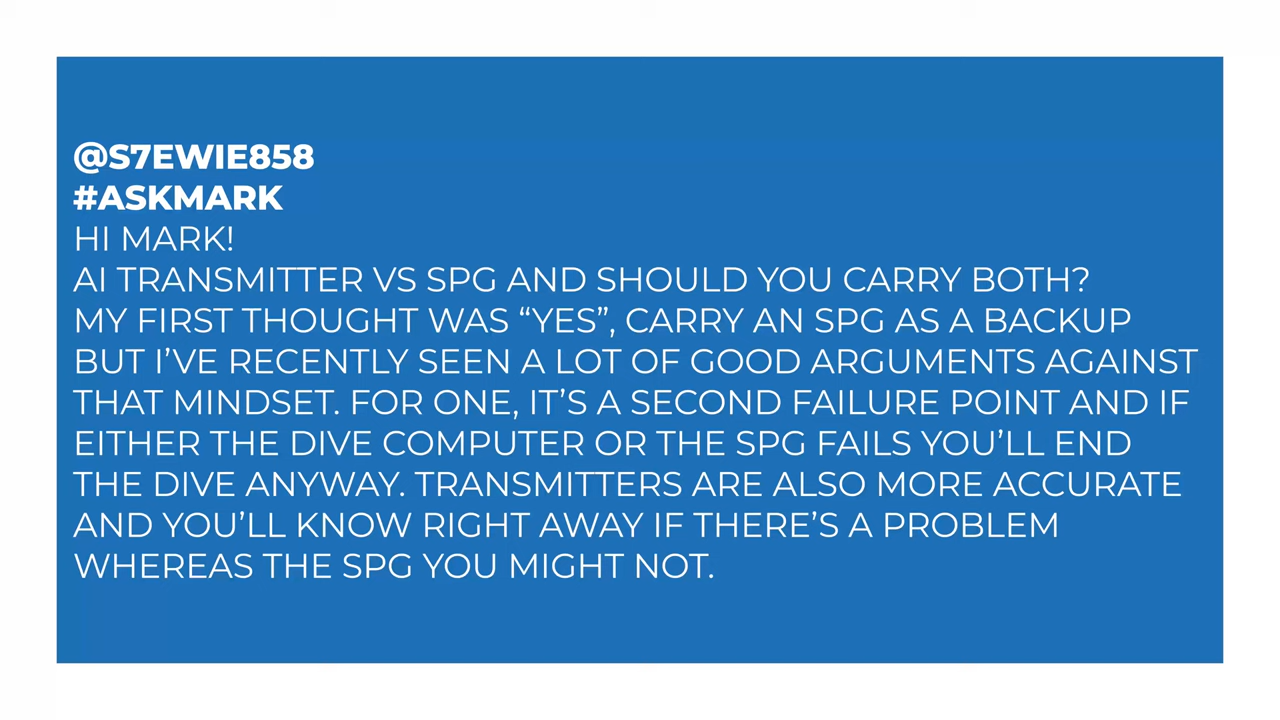 @S7EWIE858
#ASKMARK
HI MARK!
AI TRANSMITTER VS SPG AND SHOULD YOU CARRY BOTH?
MY FIRST THOUGHT WAS “YES”, CARRY AN SPG AS A BACKUP
BUT I’VE RECENTLY SEEN A LOT OF GOOD ARGUMENTS AGAINST
THAT MINDSET. FOR ONE, IT’S A SECOND FAILURE POINT AND IF
EITHER THE DIVE COMPUTER OR THE SPG FAILS YOU’LL END
THE DIVE ANYWAY. TRANSMITTERS ARE ALSO MORE ACCURATE
AND YOU’LL KNOW RIGHT AWAY IF THERE’S A PROBLEM
WHEREAS THE SPG YOU MIGHT NOT.